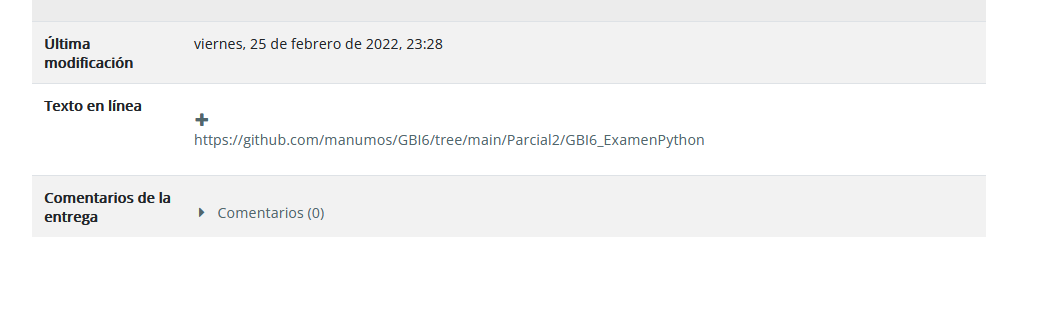 Última modificación
viernes, 25 de febrero de 2022, 23:28
Texto en línea
https://github.com/manumos/GBI6/tree/main/Parcial2/GBI6_ExamenPython
Comentarios de la entrega
Comentarios (0)